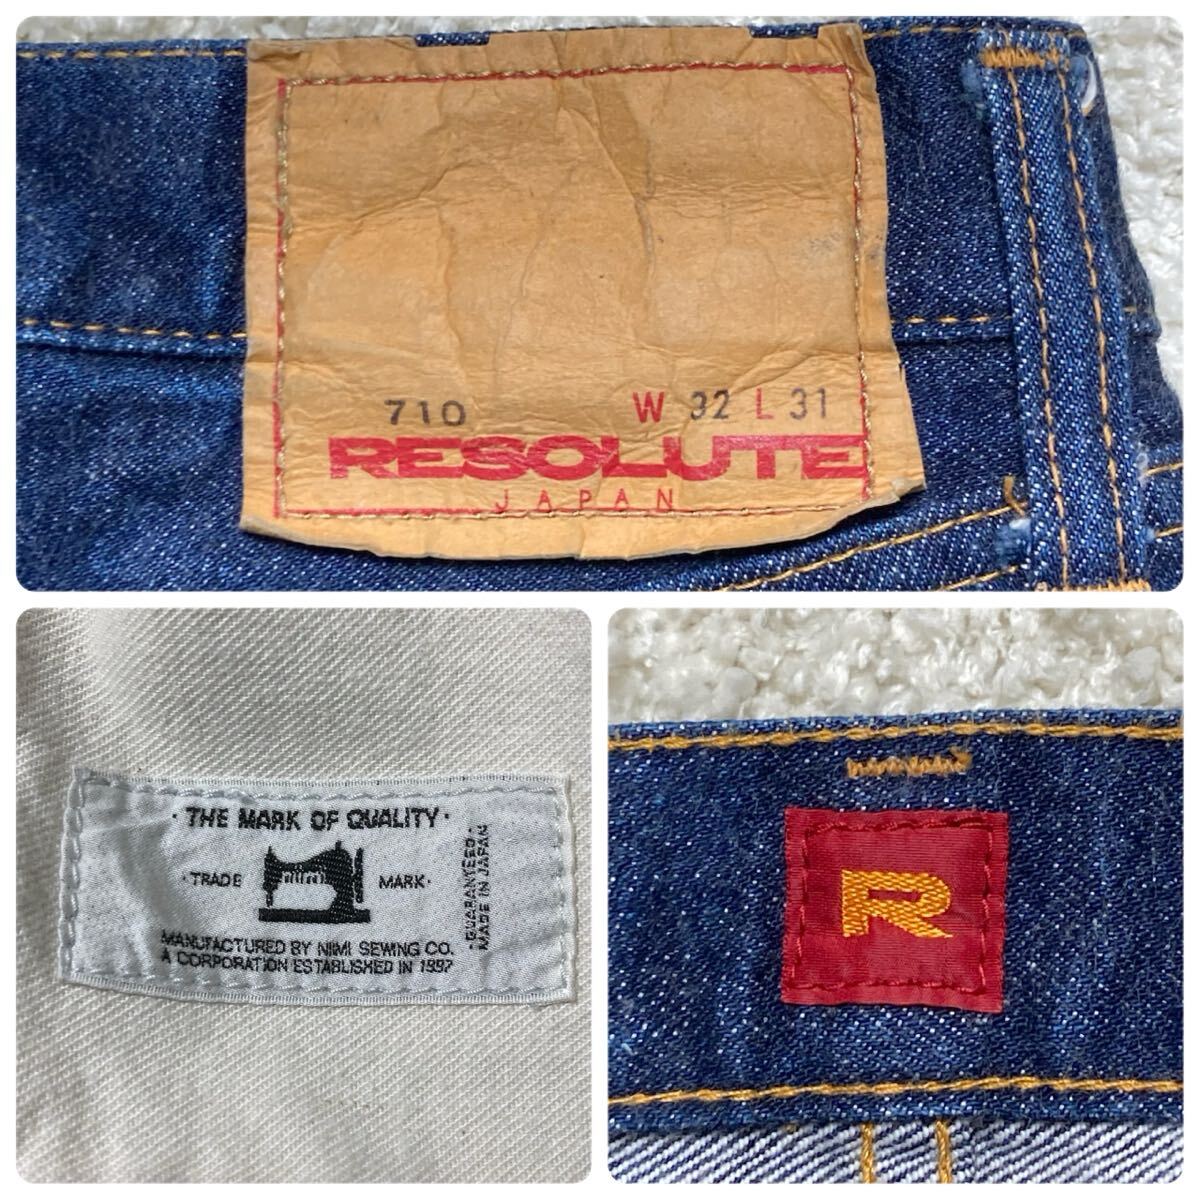 710 W 32 L 31
RESOLUTE
JAPAN
· THE MARK OF QUALITY ·
· TRADE MARK ·
MANUFACTURED BY NIIMI SEWING CO.
A CORPORATION ESTABLISHED IN 1997
· GUARANTEED ·
MADE IN JAPAN
R